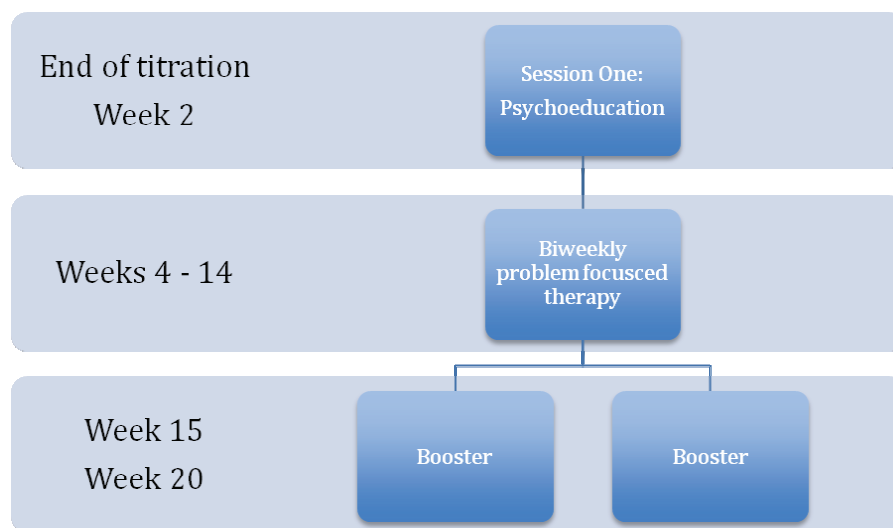 End of titration
Week 2
Session One:
Psychoeducation
Weeks 4 - 14
Biweekly
problem focusced
therapy
Week 15
Week 20
Booster
Booster